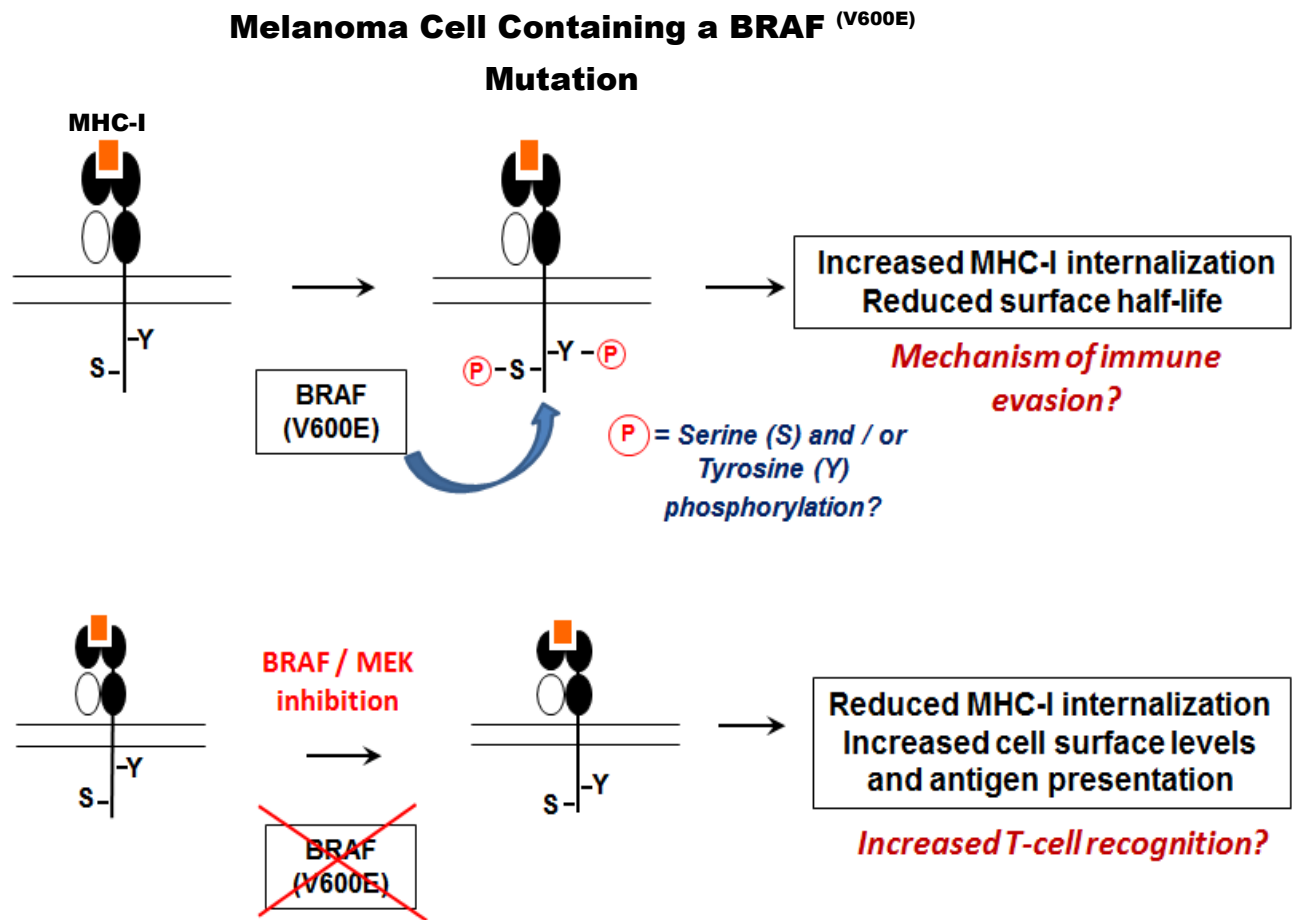 Melanoma Cell Containing a BRAF (V600E)
Mutation
MHC-I
-Y
S-
BRAF
(V600E)
P-S-
-Y-P
Increased MHC-I internalization
Reduced surface half-life
Mechanism of immune
evasion?
P = Serine (S) and / or
Tyrosine (Y)
phosphorylation?
-Y
S-
BRAF / MEK
inhibition
BRAF
(V600E)
-Y
S-
Reduced MHC-I internalization
Increased cell surface levels
and antigen presentation
Increased T-cell recognition?